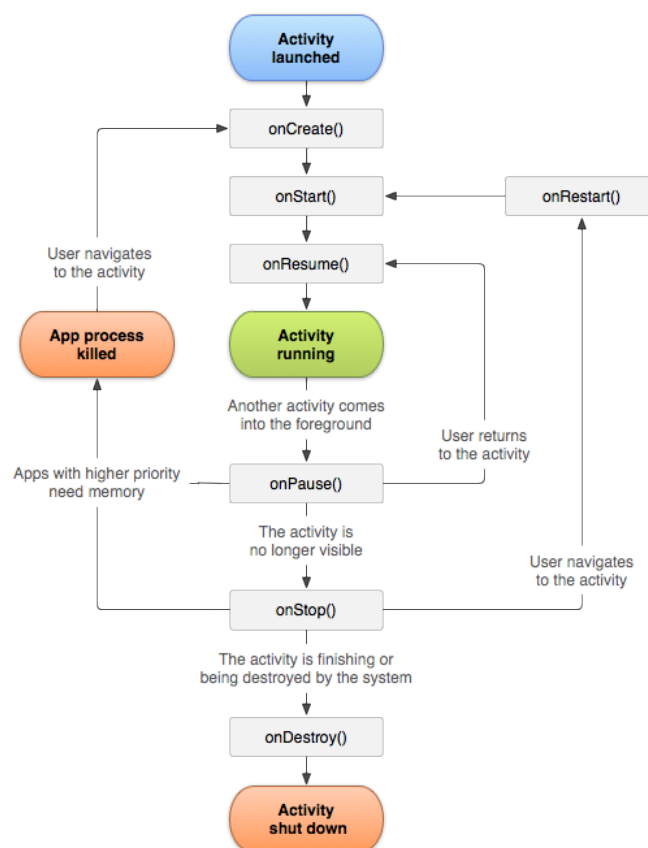 Activity
launched
onCreate()
onStart()
onRestart()
User navigates
to the activity
onResume()
App process
killed
Activity
running
Another activity comes
into the foreground
User returns
to the activity
Apps with higher priority
need memory
onPause()
The activity is
no longer visible
User navigates
to the activity
onStop()
The activity is finishing or
being destroyed by the system
onDestroy()
Activity
shut down